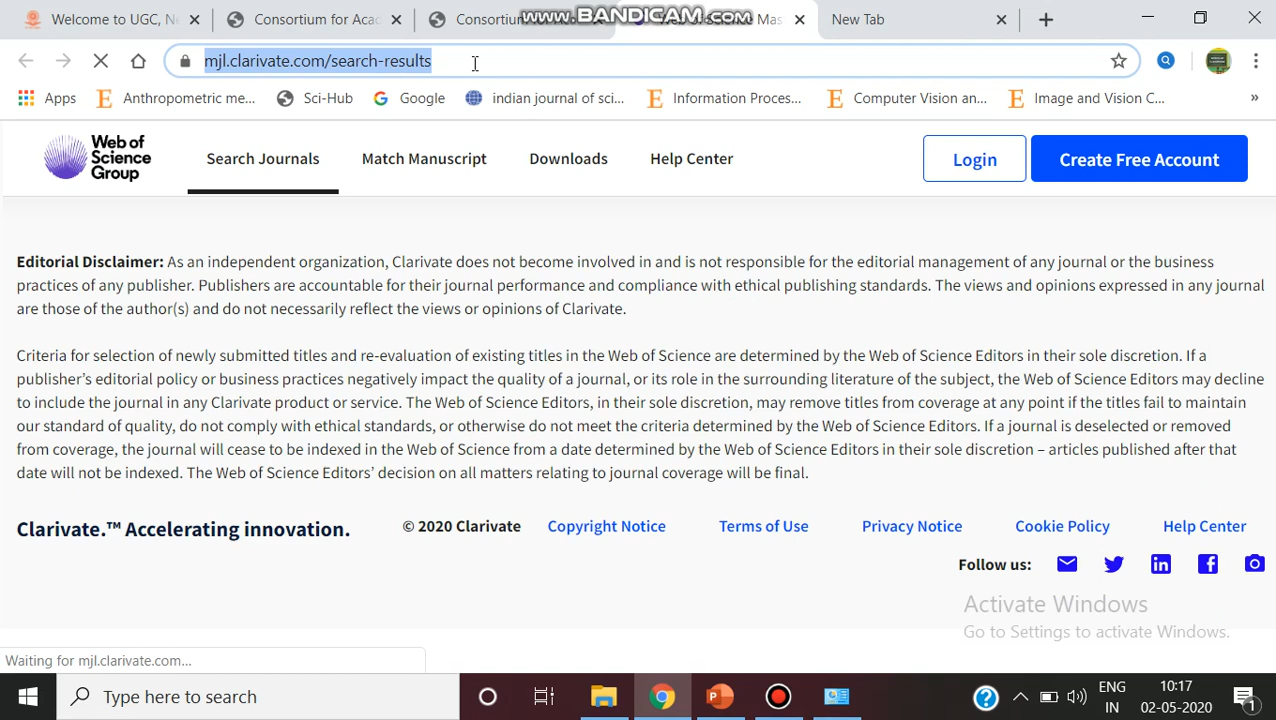 Welcome to UGC, N
Consortium for Aca
Consortium
Web of Science Mas
New Tab
www.BANDICAM.com
mjl.clarivate.com/search-results
Apps
Anthropometric me...
Sci-Hub
Google
indian journal of sci...
Information Proces...
Computer Vision an...
Image and Vision C...
»
Web of
Science
Group
Search Journals
Match Manuscript
Downloads
Help Center
Login
Create Free Account
Editorial Disclaimer: As an independent organization, Clarivate does not become involved in and is not responsible for the editorial management of any journal or the business
practices of any publisher. Publishers are accountable for their journal performance and compliance with ethical publishing standards. The views and opinions expressed in any journal
are those of the author(s) and do not necessarily reflect the views or opinions of Clarivate.
Criteria for selection of newly submitted titles and re-evaluation of existing titles in the Web of Science are determined by the Web of Science Editors in their sole discretion. If a
publisher’s editorial policy or business practices negatively impact the quality of a journal, or its role in the surrounding literature of the subject, the Web of Science Editors may decline
to include the journal in any Clarivate product or service. The Web of Science Editors, in their sole discretion, may remove titles from coverage at any point if the titles fail to maintain
our standard of quality, do not comply with ethical standards, or otherwise do not meet the criteria determined by the Web of Science Editors. If a journal is deselected or removed
from coverage, the journal will cease to be indexed in the Web of Science from a date determined by the Web of Science Editors in their sole discretion – articles published after that
date will not be indexed. The Web of Science Editors’ decision on all matters relating to journal coverage will be final.
Clarivate.™ Accelerating innovation.
© 2020 Clarivate
Copyright Notice
Terms of Use
Privacy Notice
Cookie Policy
Help Center
Follow us:
Activate Windows
Go to Settings to activate Windows.
Waiting for mjl.clarivate.com...
Type here to search
ENG
IN
10:17
02-05-2020
1